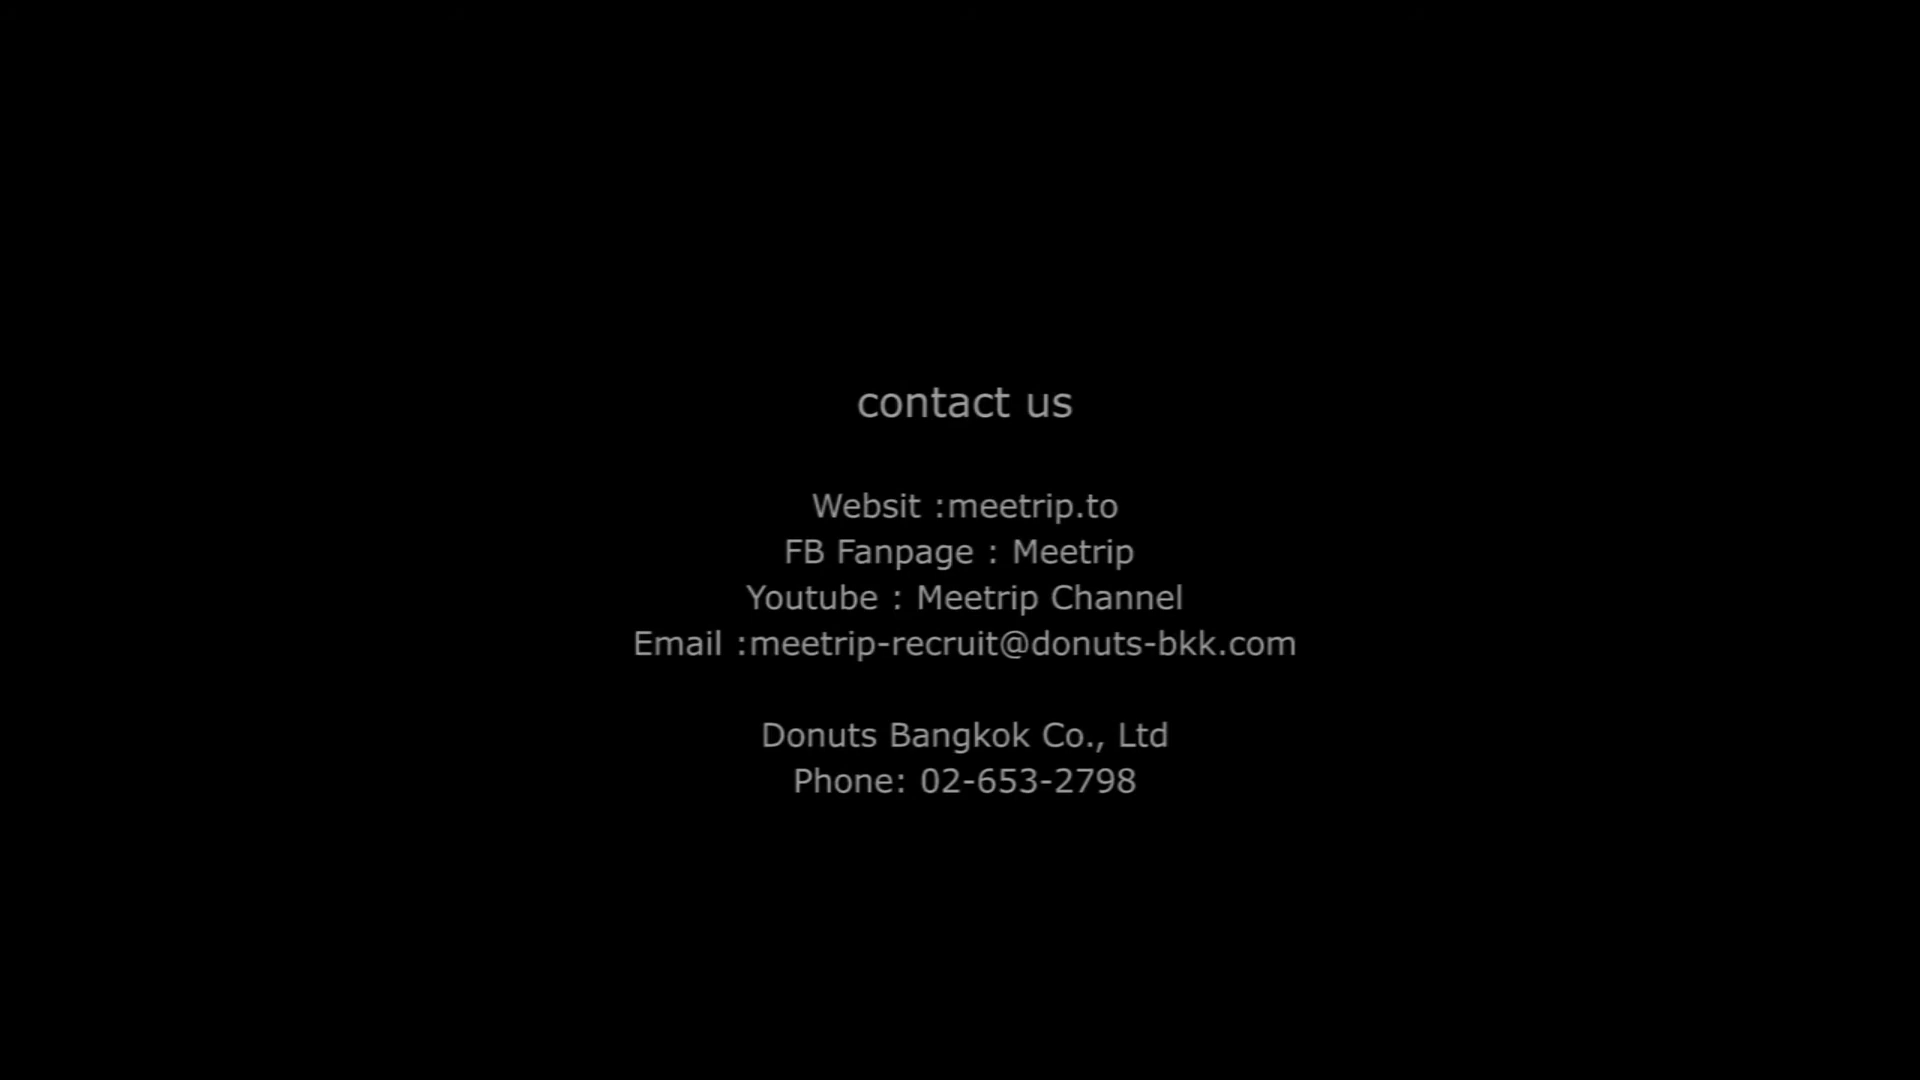 contact us
Websit :meetrip.to
FB Fanpage : Meetrip
Youtube : Meetrip Channel
Email :meetrip-recruit@donuts-bkk.com
Donuts Bangkok Co., Ltd
Phone: 02-653-2798